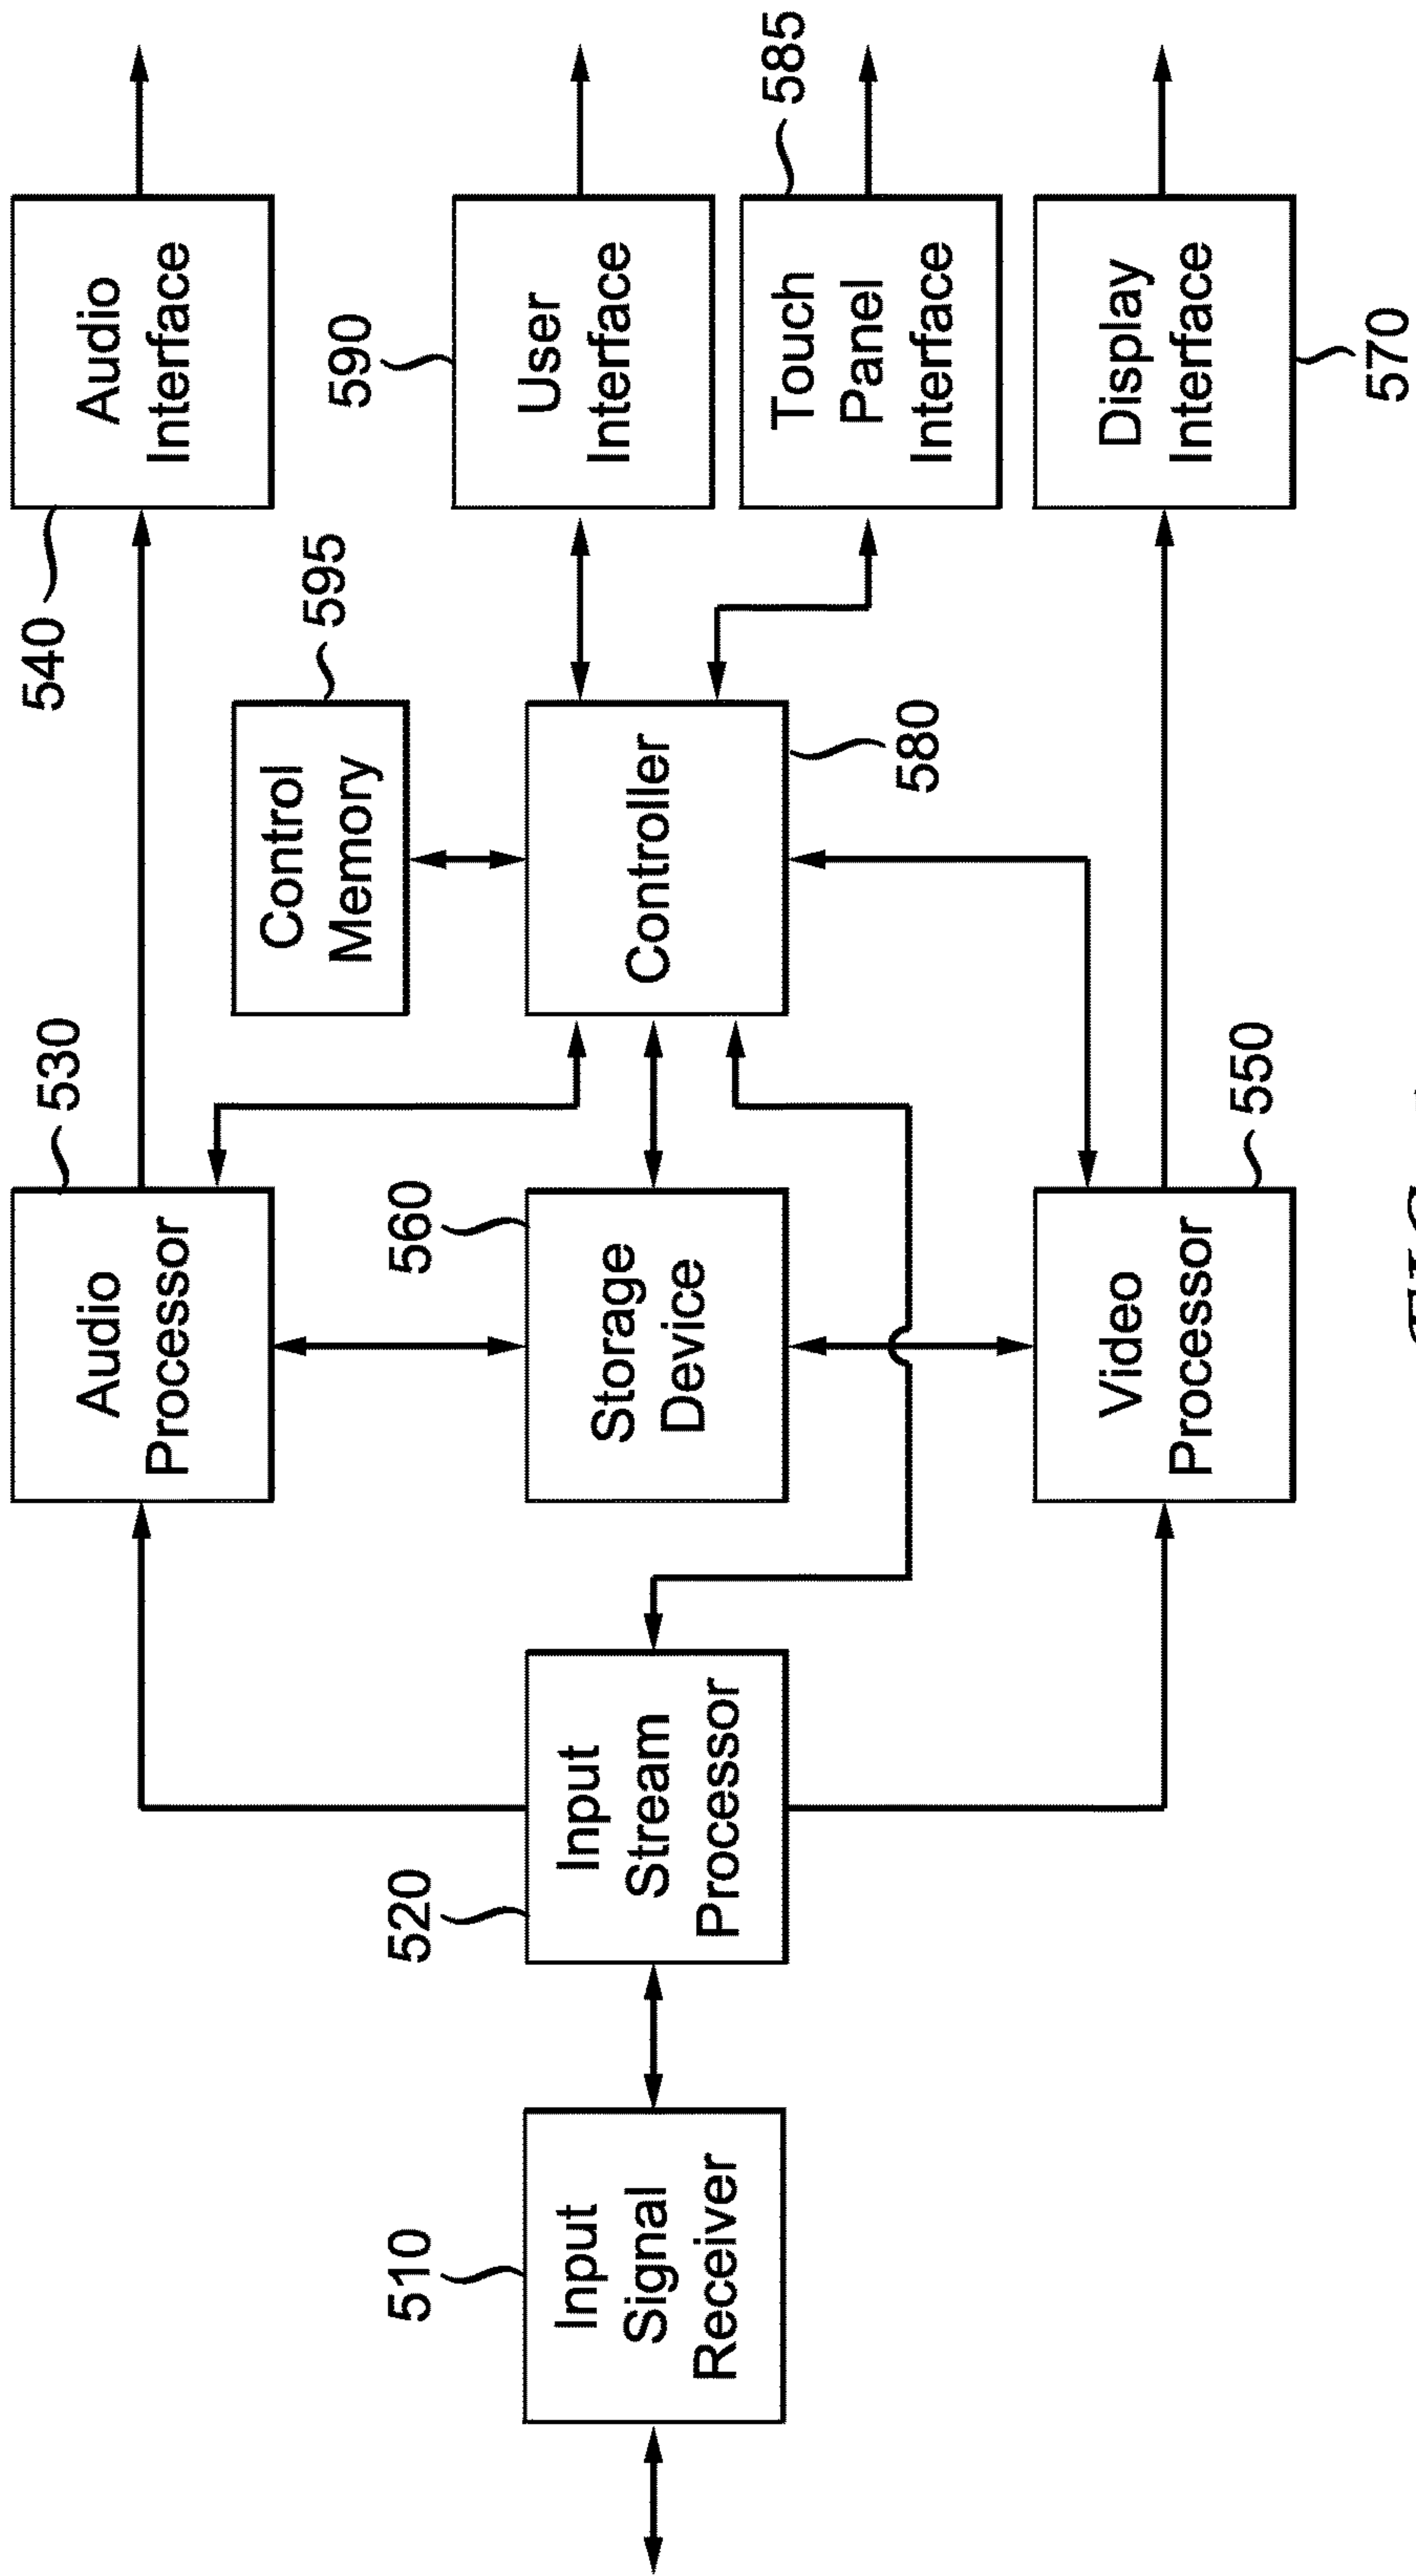 540
Audio
Interface
530
Audio
Processor
595
Control
Memory
590
User
Interface
585
Touch
Panel
Interface
560
Storage
Device
Controller
580
520
Input
Stream
Processor
510
Input
Signal
Receiver
550
Video
Processor
Display
Interface
570